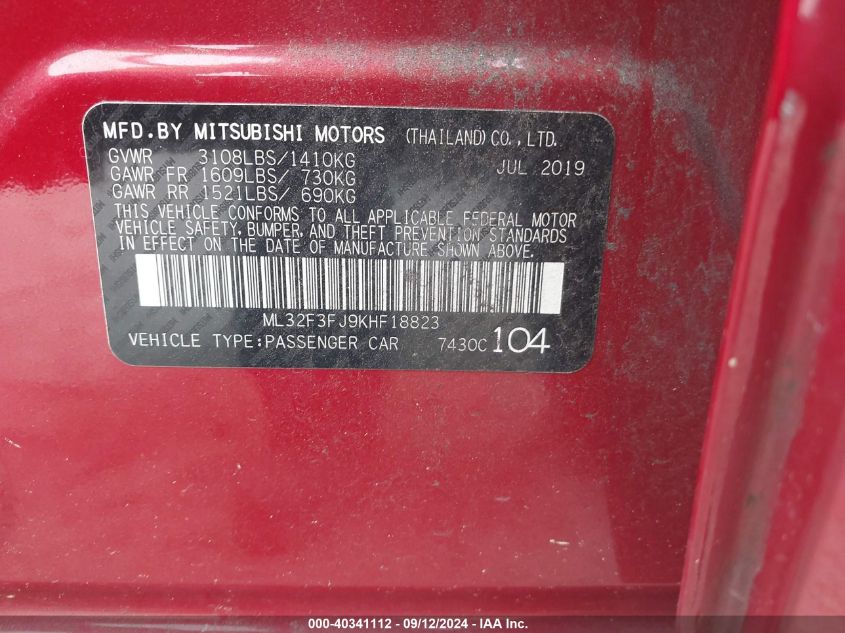 MFD.BY MITSUBISHI MOTORS (THAILAND)CO.,LTD.
GVWR 3108LBS/1410KG JUL 2019
GAWR FR 1609LBS/ 730KG
GAWR RR 1521LBS/ 690KG
THIS VEHICLE CONFORMS TO ALL APPLICABLE FEDERAL MOTOR
VEHICLE SAFETY, BUMPER, AND THEFT PREVENTION STANDARDS
IN EFFECT ON THE DATE OF MANUFACTURE SHOWN ABOVE.
ML32F3FJ9KHF18823
VEHICLE TYPE:PASSENGER CAR 7430C 104
000-40341112 - 09/12/2024 - IAA Inc.